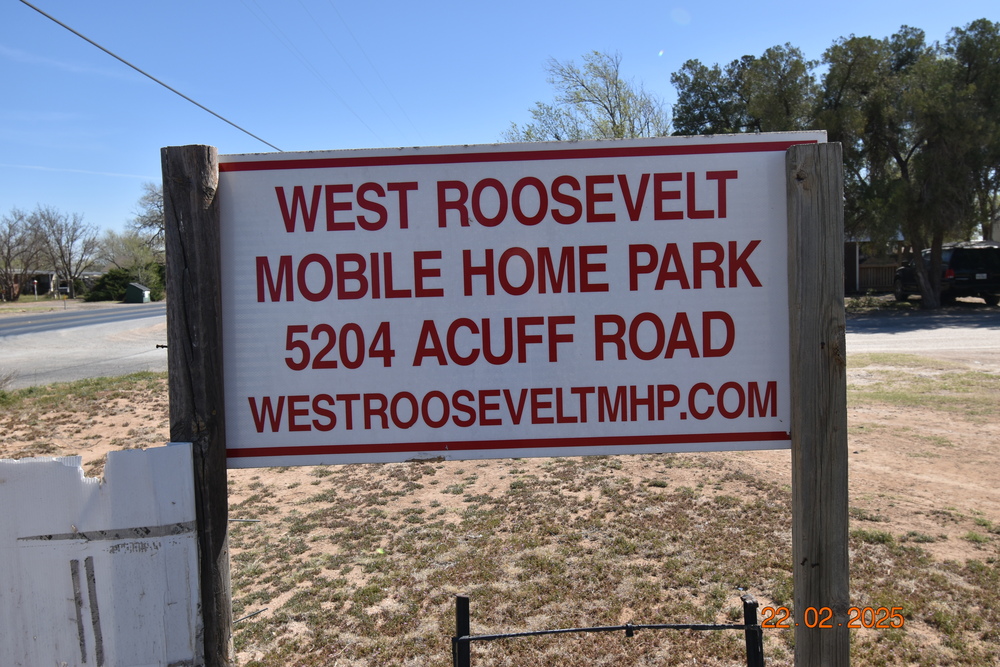 WEST ROOSEVELT
MOBILE HOME PARK
5204 ACUFF ROAD
WESTROOSEVELTMHP.COM
22.02.2025